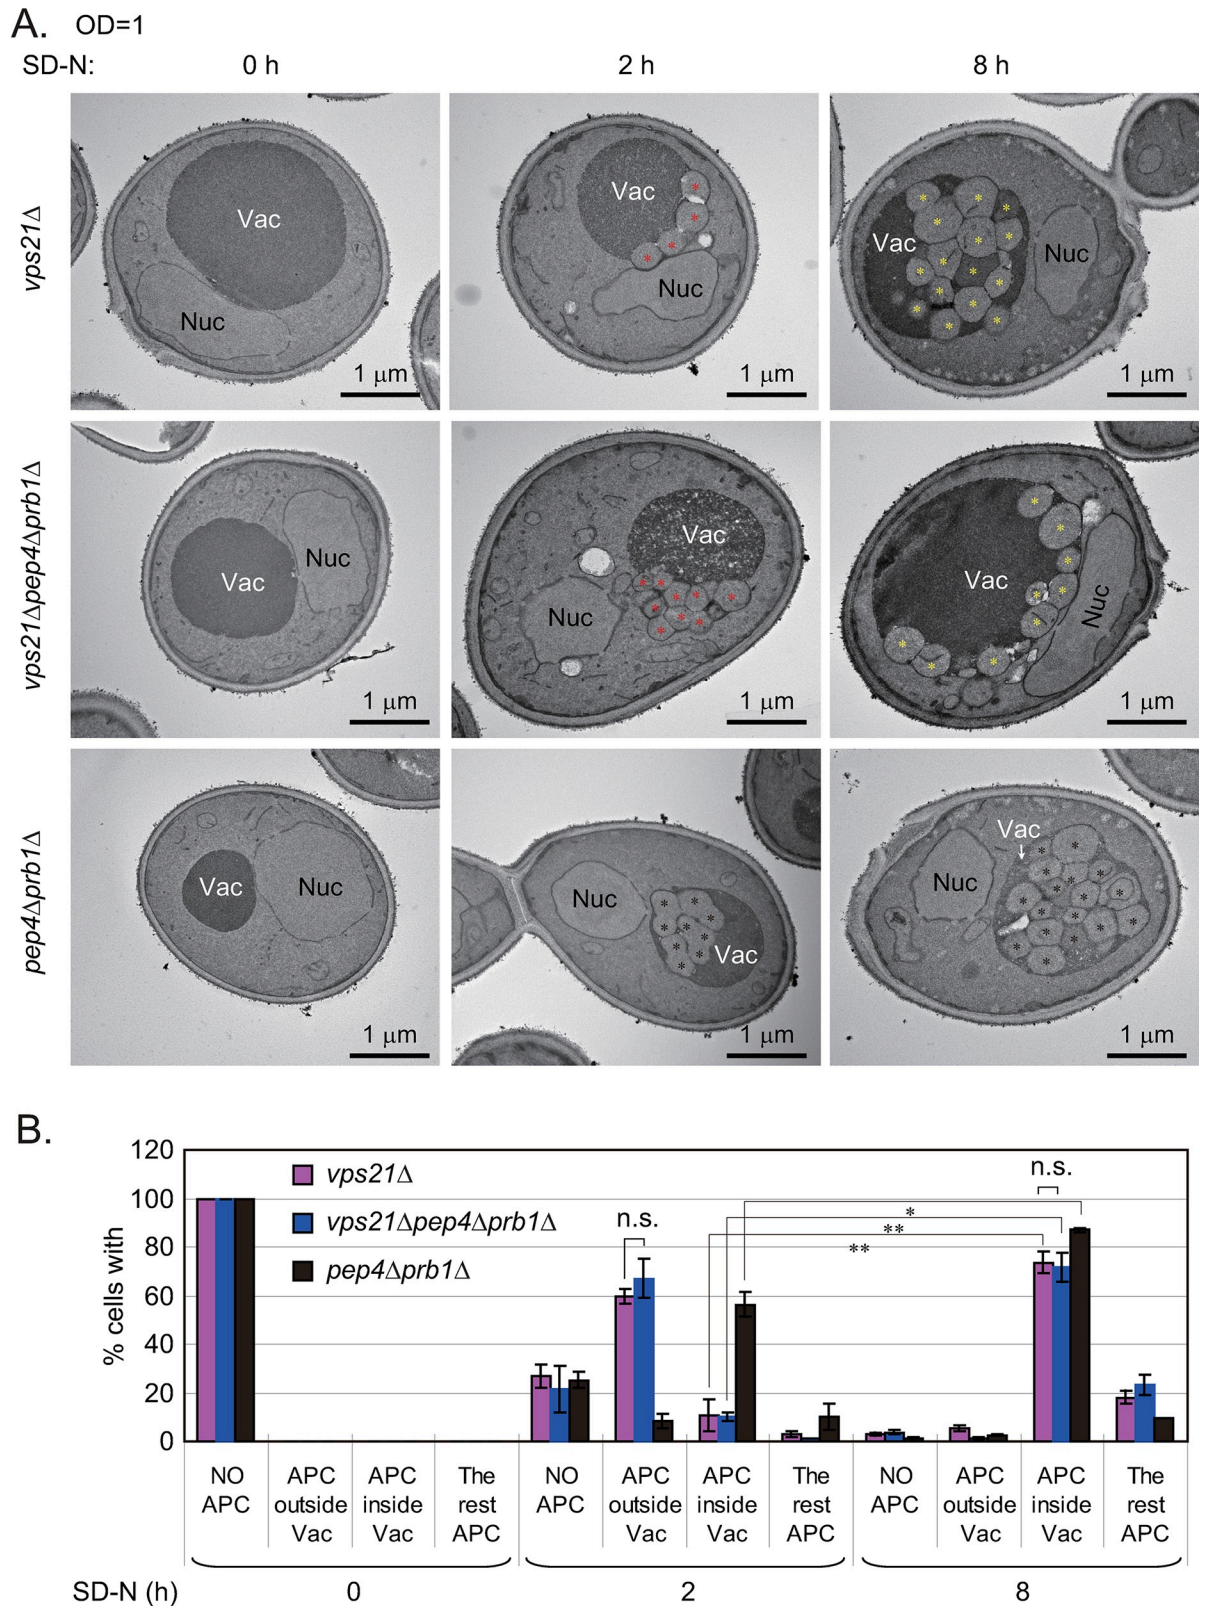 A. OD=1
SD-N: 0 h 2 h 8 h
vps21Δ
Vac
Nuc
1 μm
Vac
*
*
*
*
Nuc
1 μm
Vac
Nuc
* * * * * * * * * * * * * * *
1 μm
vps21Δpep4Δprb1Δ
Vac
Nuc
1 μm
Vac
Nuc
* * * * * * * * *
1 μm
Vac
Nuc
* * * * * * * * *
1 μm
pep4Δprb1Δ
Vac
Nuc
1 μm
Nuc
Vac
* * * * * * * * *
1 μm
Vac
Nuc
* * * * * * * * * * * * * * *
1 μm
B.
% cells with
120
100
80
60
40
20
0
vps21Δ
vps21Δpep4Δprb1Δ
pep4Δprb1Δ
n.s.
n.s.
*
**
**
NO APC
APC outside Vac
APC inside Vac
The rest APC
NO APC
APC outside Vac
APC inside Vac
The rest APC
NO APC
APC outside Vac
APC inside Vac
The rest APC
SD-N (h) 0 2 8